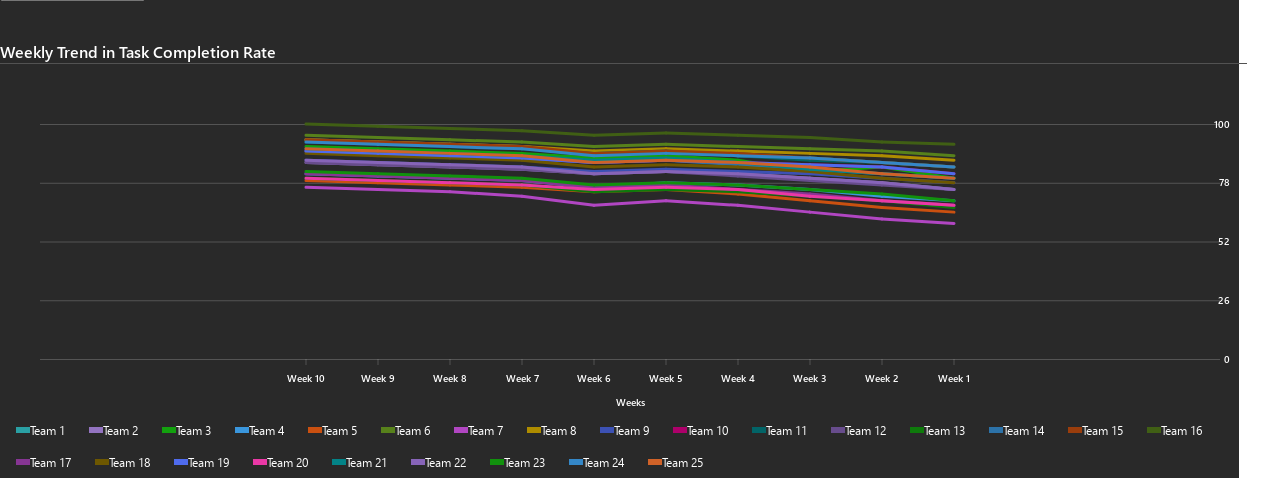 Weekly Trend in Task Completion Rate
100
78
52
26
0
Week 10 Week 9 Week 8 Week 7 Week 6 Week 5 Week 4 Week 3 Week 2 Week 1
Weeks
Team 1 Team 2 Team 3 Team 4 Team 5 Team 6 Team 7 Team 8 Team 9 Team 10 Team 11 Team 12 Team 13 Team 14 Team 15 Team 16
Team 17 Team 18 Team 19 Team 20 Team 21 Team 22 Team 23 Team 24 Team 25